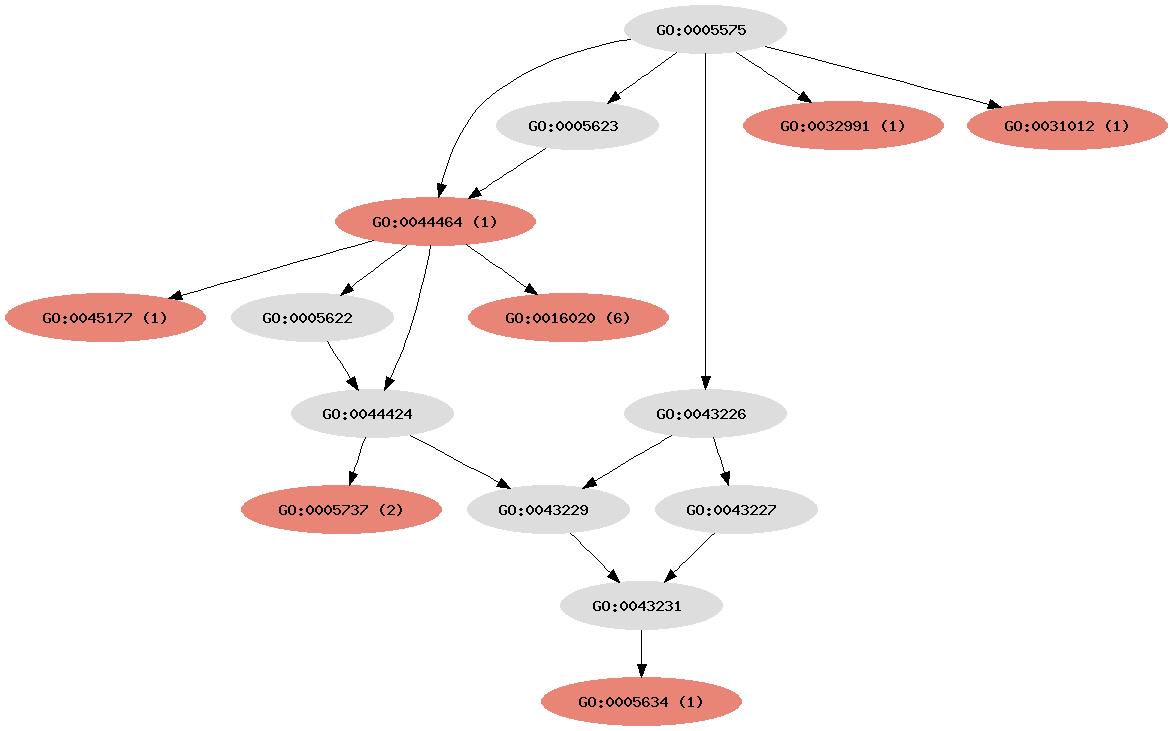 GO:0005575
GO:0005623
GO:0032991 (1)
GO:0031012 (1)
GO:0044464 (1)
GO:0045177 (1)
GO:0005622
GO:0016020 (6)
GO:0044424
GO:0043226
GO:0005737 (2)
GO:0043229
GO:0043227
GO:0043231
GO:0005634 (1)